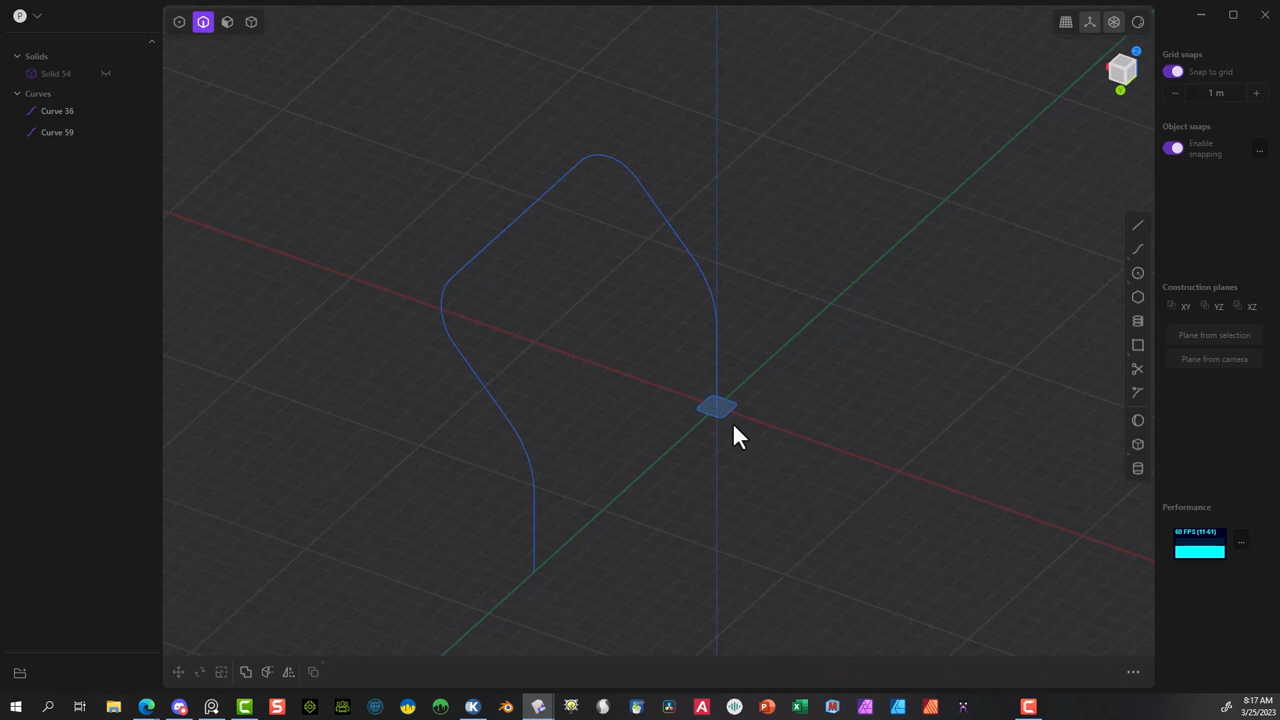 P
Solids
Solid 54
Curves
Curve 36
Curve 59
Z
Y
Grid snaps
Snap to grid
1 m
Object snaps
Enable
snapping
...
Construction planes
XY
YZ
XZ
Plane from selection
Plane from camera
Performance
60 FPS (11-61)
...
8:17 AM
3/25/2023